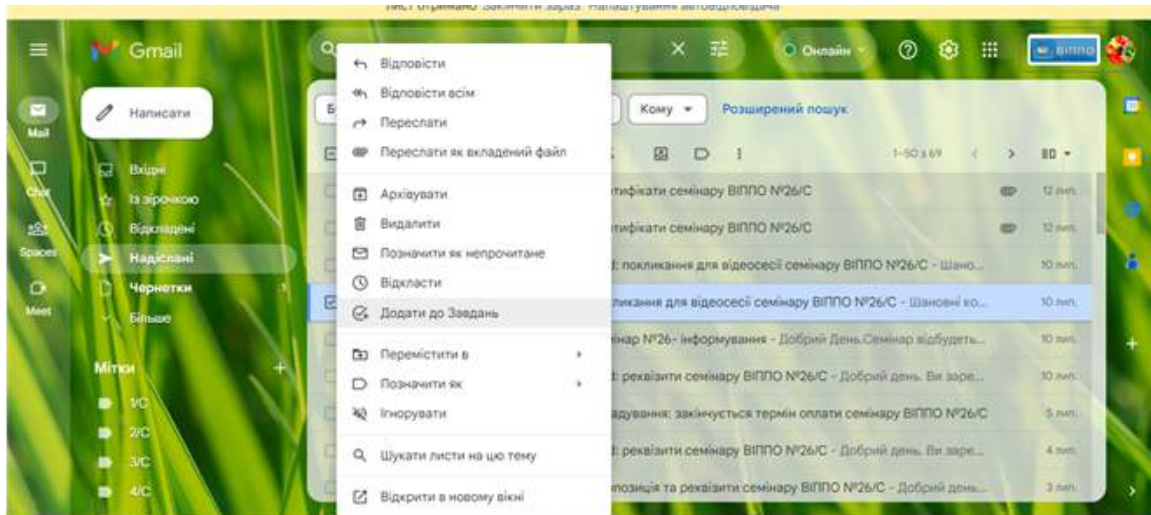 лист отримано Закінчити зараз Налаштування автовідповідача
Gmail
Онлайн
ВІППО
Mail
Chat
Spaces
Meet
Написати
Вхідні
Із зірочкою
Відкладені
Надіслані
Чернетки
Більше
Мітки
1/С
2/С
3/С
4/С
Відповісти
Відповісти всім
Переслати
Переслати як вкладений файл
Архівувати
Видалити
Позначити як непрочитане
Відкласти
Додати до Завдань
Перемістити в
Позначити як
Ігнорувати
Шукати листи на цю тему
Відкрити в новому вікні
Кому
Розширений пошук
1–50 з 69
тифікати семінару ВІППО №26/С 12 лип.
тифікати семінару ВІППО №26/С 12 лип.
d: покликання для відеосесії семінару ВІППО №26/С - Шано... 10 лип.
ликання для відеосесії семінару ВІППО №26/С - Шановні ко... 10 лип.
інар №26- інформування - Добрий День.Семінар відбудеть... 10 лип.
d: реквізити семінару ВІППО №26/С - Добрий день. Ви заре... 10 лип.
адування: закінчується термін оплати семінару ВІППО №26/С 5 лип.
d: реквізити семінару ВІППО №26/С - Добрий день. Ви заре... 4 лип.
позиція та реквізити семінару ВІППО №26/С - Добрий день... 3 лип.